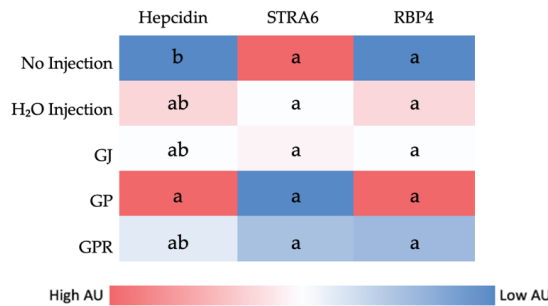 Hepcidin STRA6 RBP4
No Injection b a a
H₂O Injection ab a a
GJ ab a a
GP a a a
GPR ab a a
High AU Low AU